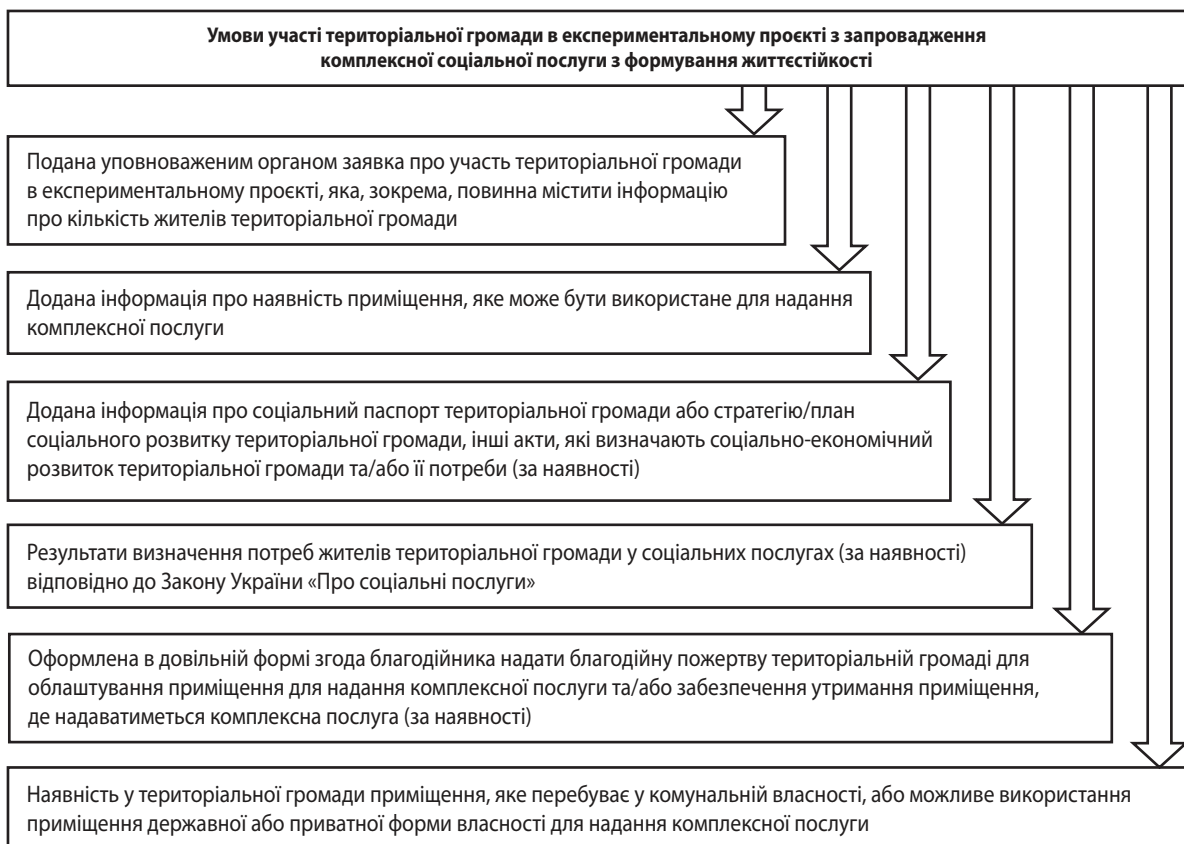 Умови участі територіальної громади в експериментальному проєкті з запровадження
комплексної соціальної послуги з формування життєстійкості
Подана уповноваженим органом заявка про участь територіальної громади
в експериментальному проєкті, яка, зокрема, повинна містити інформацію
про кількість жителів територіальної громади
Додана інформація про наявність приміщення, яке може бути використане для надання
комплексної послуги
Додана інформація про соціальний паспорт територіальної громади або стратегію/план
соціального розвитку територіальної громади, інші акти, які визначають соціально-економічний
розвиток територіальної громади та/або її потреби (за наявності)
Результати визначення потреб жителів територіальної громади у соціальних послугах (за наявності)
відповідно до Закону України «Про соціальні послуги»
Оформлена в довільній формі згода благодійника надати благодійну пожертву територіальній громаді для
облаштування приміщення для надання комплексної послуги та/або забезпечення утримання приміщення,
де надаватиметься комплексна послуга (за наявності)
Наявність у територіальної громади приміщення, яке перебуває у комунальній власності, або можливе використання
приміщення державної або приватної форми власності для надання комплексної послуги